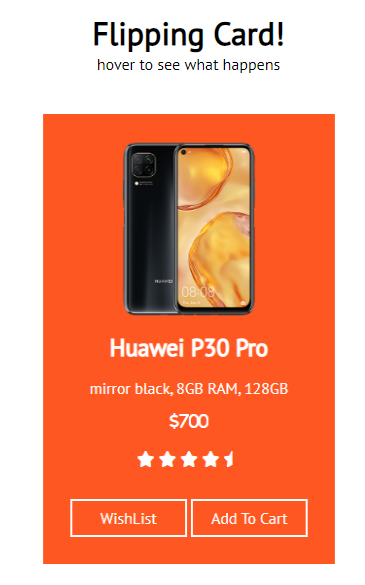 Flipping Card!
hover to see what happens
HUAWEI
08:08
Huawei P30 Pro
mirror black, 8GB RAM, 128GB
$700
WishList
Add To Cart